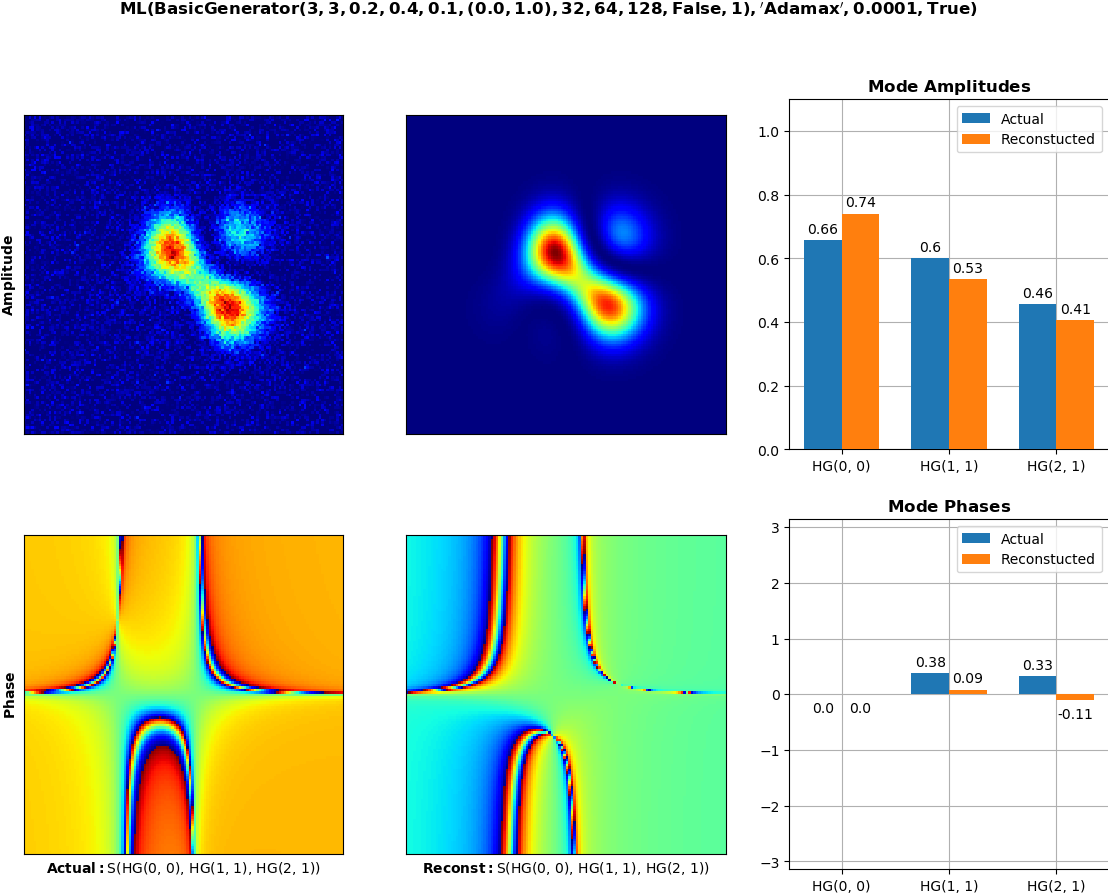 ML(BasicGenerator(3, 3, 0.2, 0.4, 0.1, (0.0, 1.0), 32, 64, 128, False, 1), 'Adamax', 0.0001, True)
Amplitude
Mode Amplitudes
Actual
Reconstucted
1.0
0.8
0.6
0.4
0.2
0.0
0.66
0.74
0.6
0.53
0.46
0.41
HG(0, 0)
HG(1, 1)
HG(2, 1)
Phase
Actual: S(HG(0, 0), HG(1, 1), HG(2, 1))
Reconst: S(HG(0, 0), HG(1, 1), HG(2, 1))
Mode Phases
Actual
Reconstucted
3
2
1
0
−1
−2
−3
0.0
0.0
0.38
0.09
0.33
-0.11
HG(0, 0)
HG(1, 1)
HG(2, 1)